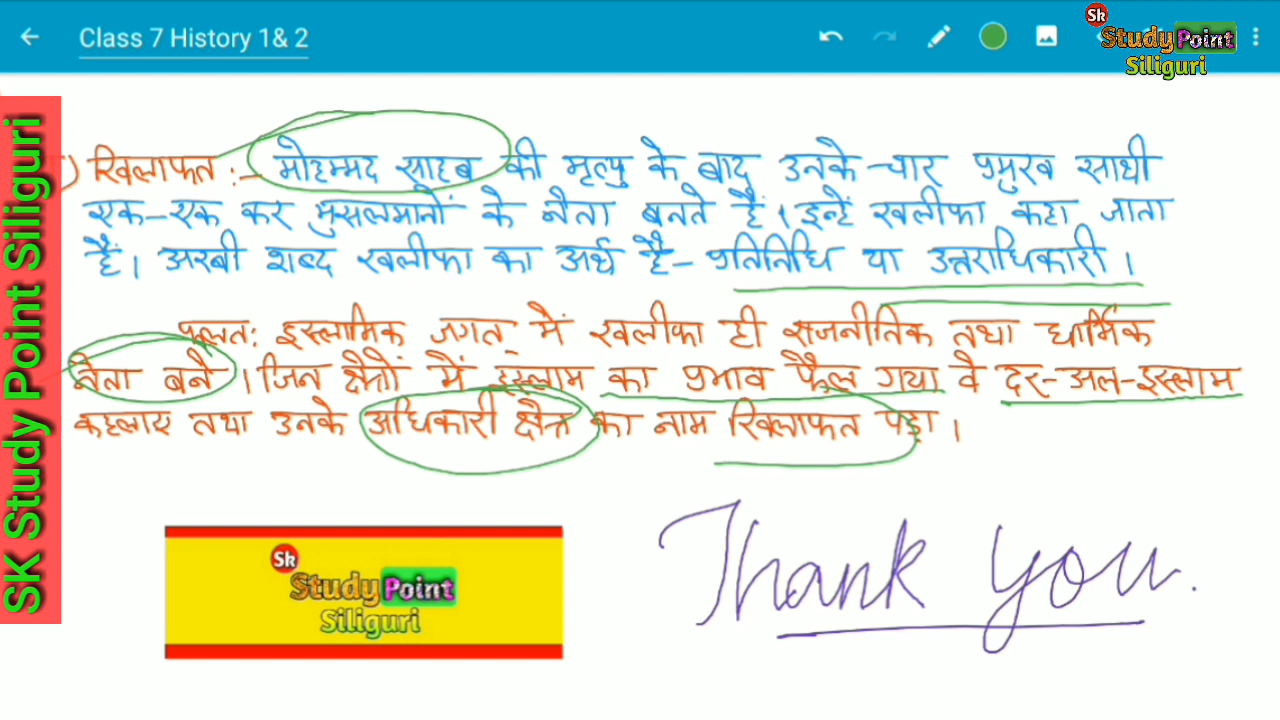 Class 7 History 1 & 2
Sk
Study Point
Siliguri
SK Study Point Siliguri
) खिलाफत :- मोहम्मद साहब की मृत्यु के बाद उनके चार प्रमुख साथी
एक-एक कर मुसलमानों के नेता बनते हैं। इन्हें खलीफा कहा जाता
है। अरबी शब्द खलीफा का अर्थ है- प्रतिनिधि या उत्तराधिकारी।
फलत: इस्लामिक जगत् में खलीफा ही राजनीतिक तथा धार्मिक
नेता बने। जिन क्षेत्रों में इस्लाम का प्रभाव फैल गया वे दर-अल-इस्लाम
कहलाए तथा उनके अधिकारी क्षेत्र का नाम खिलाफत पड़ा।
Sk
Study Point
Siliguri
Thank you.